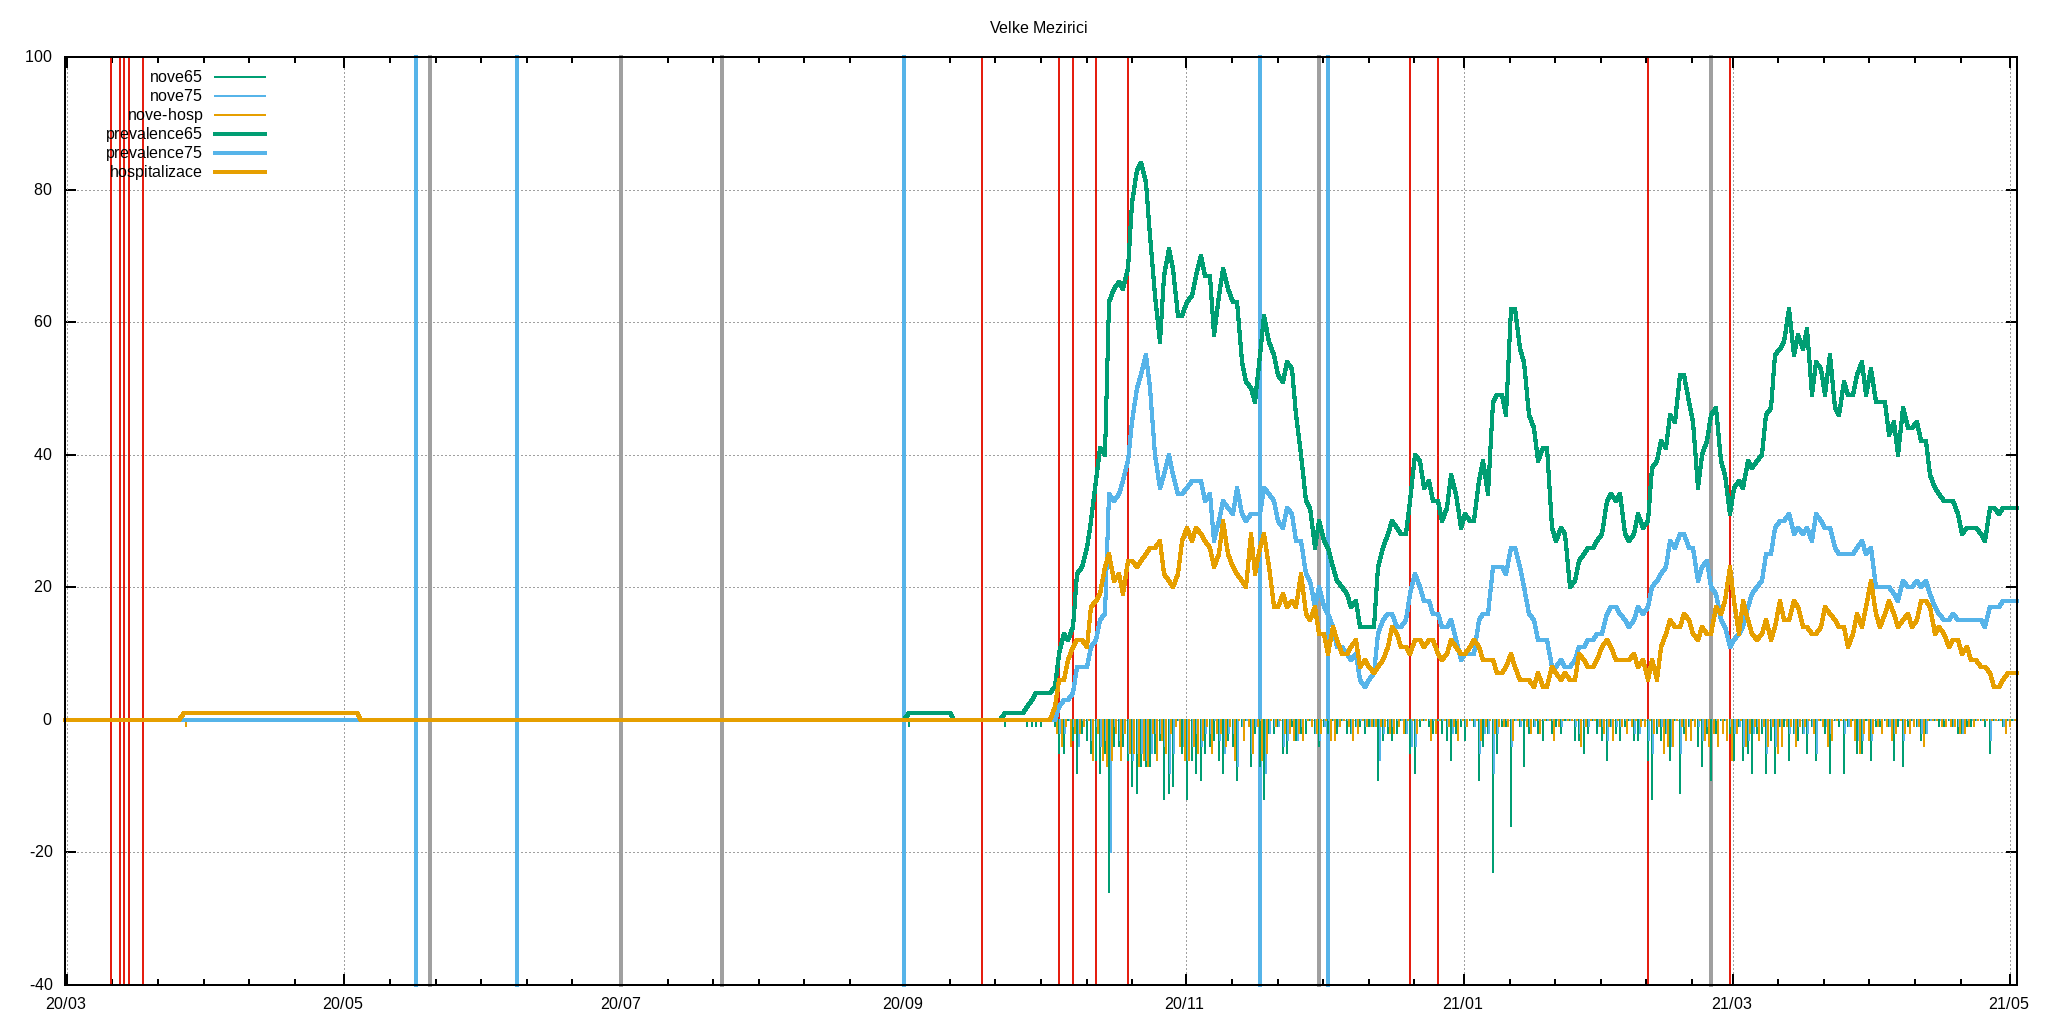 Velke Mezirici
100
80
60
40
20
0
-20
-40
nove65
nove75
nove-hosp
prevalence65
prevalence75
hospitalizace
20/03 20/05 20/07 20/09 20/11 21/01 21/03 21/05